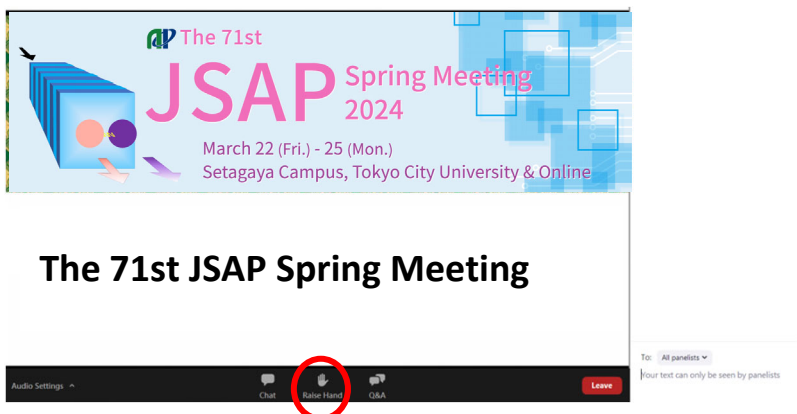 The 71st
JSAP Spring Meeting
2024
March 22 (Fri.) - 25 (Mon.)
Setagaya Campus, Tokyo City University & Online
The 71st JSAP Spring Meeting
To: All panelists
Your text can only be seen by panelists
Audio Settings
Chat
Raise Hand
Q&A
Leave